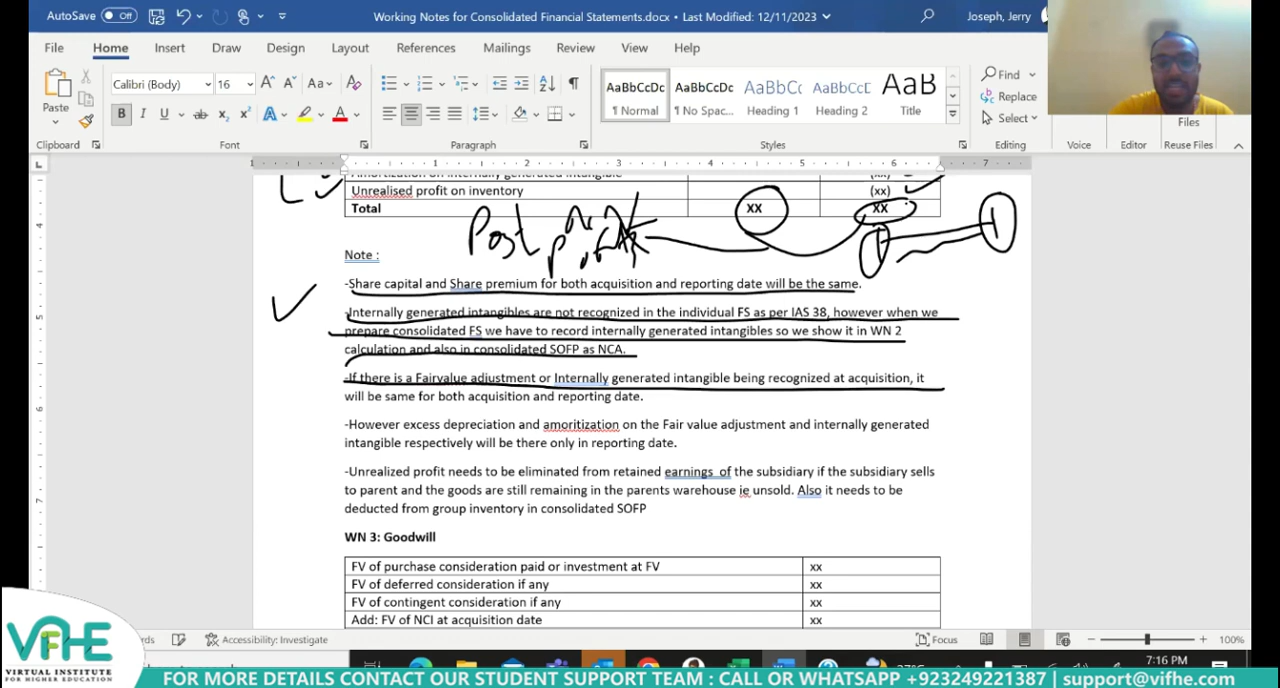 AutoSave Off
Working Notes for Consolidated Financial Statements.docx • Last Modified: 12/11/2023
Joseph, Jerry
File Home Insert Draw Design Layout References Mailings Review View Help
Paste
Calibri (Body) 16
AaBbCcDc AaBbCcDc AaBbCc AaBbCcD AaB
¶ Normal ¶ No Spac... Heading 1 Heading 2 Title
Find
Replace
Select
Files
Clipboard Font Paragraph Styles Editing Voice Editor Reuse Files
Unrealised profit on inventory (xx)
Total xx xx
Post
Note :
-Share capital and Share premium for both acquisition and reporting date will be the same.
-Internally generated intangibles are not recognized in the individual FS as per IAS 38, however when we
prepare consolidated FS we have to record internally generated intangibles so we show it in WN 2
calculation and also in consolidated SOFP as NCA.
-If there is a Fairvalue adjustment or Internally generated intangible being recognized at acquisition, it
will be same for both acquisition and reporting date.
-However excess depreciation and amoritization on the Fair value adjustment and internally generated
intangible respectively will be there only in reporting date.
-Unrealized profit needs to be eliminated from retained earnings of the subsidiary if the subsidiary sells
to parent and the goods are still remaining in the parents warehouse ie unsold. Also it needs to be
deducted from group inventory in consolidated SOFP
WN 3: Goodwill
FV of purchase consideration paid or investment at FV xx
FV of deferred consideration if any xx
FV of contingent consideration if any xx
Add: FV of NCI at acquisition date xx
Accessibility: Investigate
Focus
100%
7:16 PM
VIFHE
VIRTUAL INSTITUTE
FOR HIGHER EDUCATION
FOR MORE DETAILS CONTACT OUR STUDENT SUPPORT TEAM : CALL OR WHATSAPP +923249221387 | support@vifhe.com